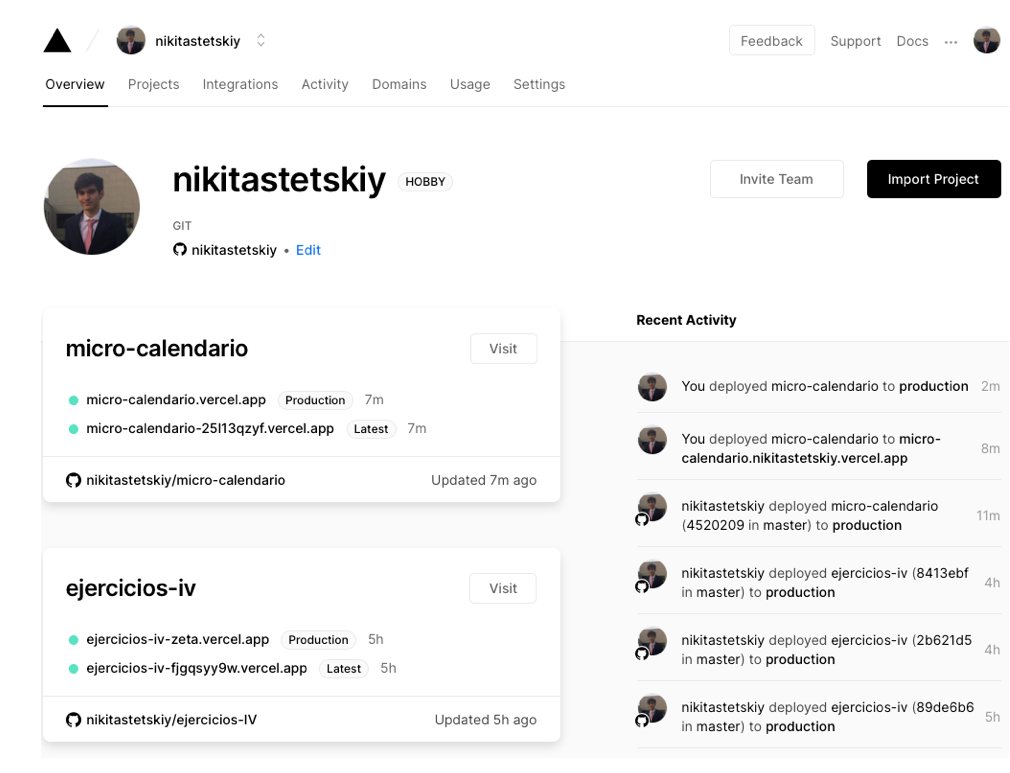 nikitastetskiy
Feedback
Support
Docs
Overview
Projects
Integrations
Activity
Domains
Usage
Settings
nikitastetskiy
HOBBY
Invite Team
Import Project
GIT
nikitastetskiy • Edit
micro-calendario
Visit
micro-calendario.vercel.app Production 7m
micro-calendario-25l13qzyf.vercel.app Latest 7m
nikitastetskiy/micro-calendario Updated 7m ago
ejercicios-iv
Visit
ejercicios-iv-zeta.vercel.app Production 5h
ejercicios-iv-fjgqsyy9w.vercel.app Latest 5h
nikitastetskiy/ejercicios-IV Updated 5h ago
Recent Activity
You deployed micro-calendario to production 2m
You deployed micro-calendario to micro-
calendario.nikitastetskiy.vercel.app 8m
nikitastetskiy deployed micro-calendario
(4520209 in master) to production 11m
nikitastetskiy deployed ejercicios-iv (8413ebf
in master) to production 4h
nikitastetskiy deployed ejercicios-iv (2b621d5
in master) to production 4h
nikitastetskiy deployed ejercicios-iv (89de6b6
in master) to production 5h